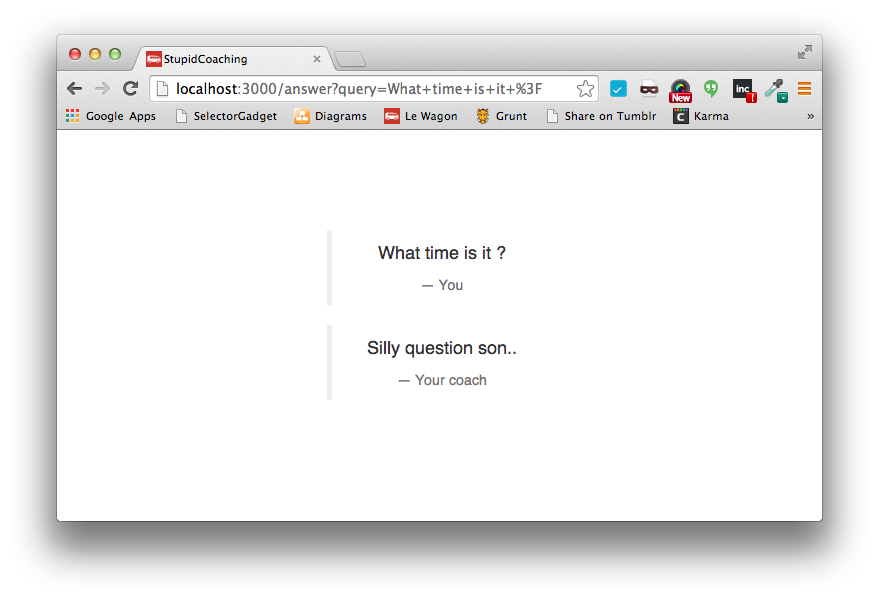 StupidCoaching
localhost:3000/answer?query=What+time+is+it+%3F
New
inc
!
Google Apps SelectorGadget Diagrams Le Wagon Grunt Share on Tumblr C Karma »
What time is it ?
— You
Silly question son..
— Your coach